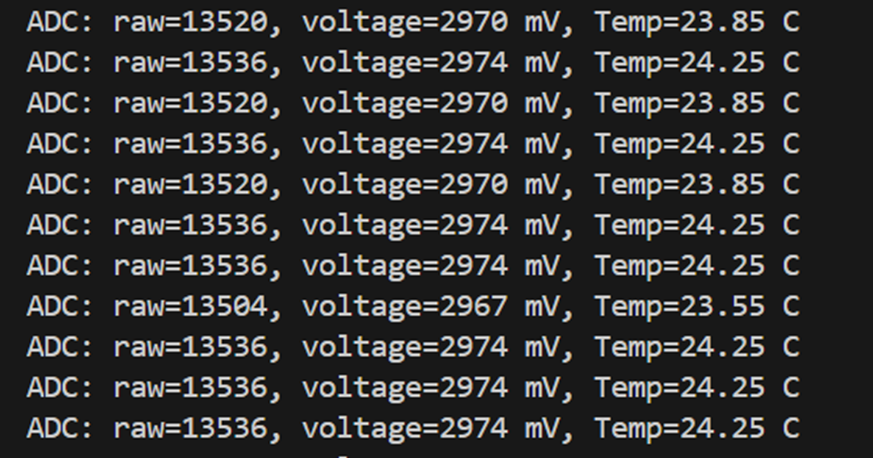 ADC: raw=13520, voltage=2970 mV, Temp=23.85 C
ADC: raw=13536, voltage=2974 mV, Temp=24.25 C
ADC: raw=13520, voltage=2970 mV, Temp=23.85 C
ADC: raw=13536, voltage=2974 mV, Temp=24.25 C
ADC: raw=13520, voltage=2970 mV, Temp=23.85 C
ADC: raw=13536, voltage=2974 mV, Temp=24.25 C
ADC: raw=13536, voltage=2974 mV, Temp=24.25 C
ADC: raw=13504, voltage=2967 mV, Temp=23.55 C
ADC: raw=13536, voltage=2974 mV, Temp=24.25 C
ADC: raw=13536, voltage=2974 mV, Temp=24.25 C
ADC: raw=13536, voltage=2974 mV, Temp=24.25 C